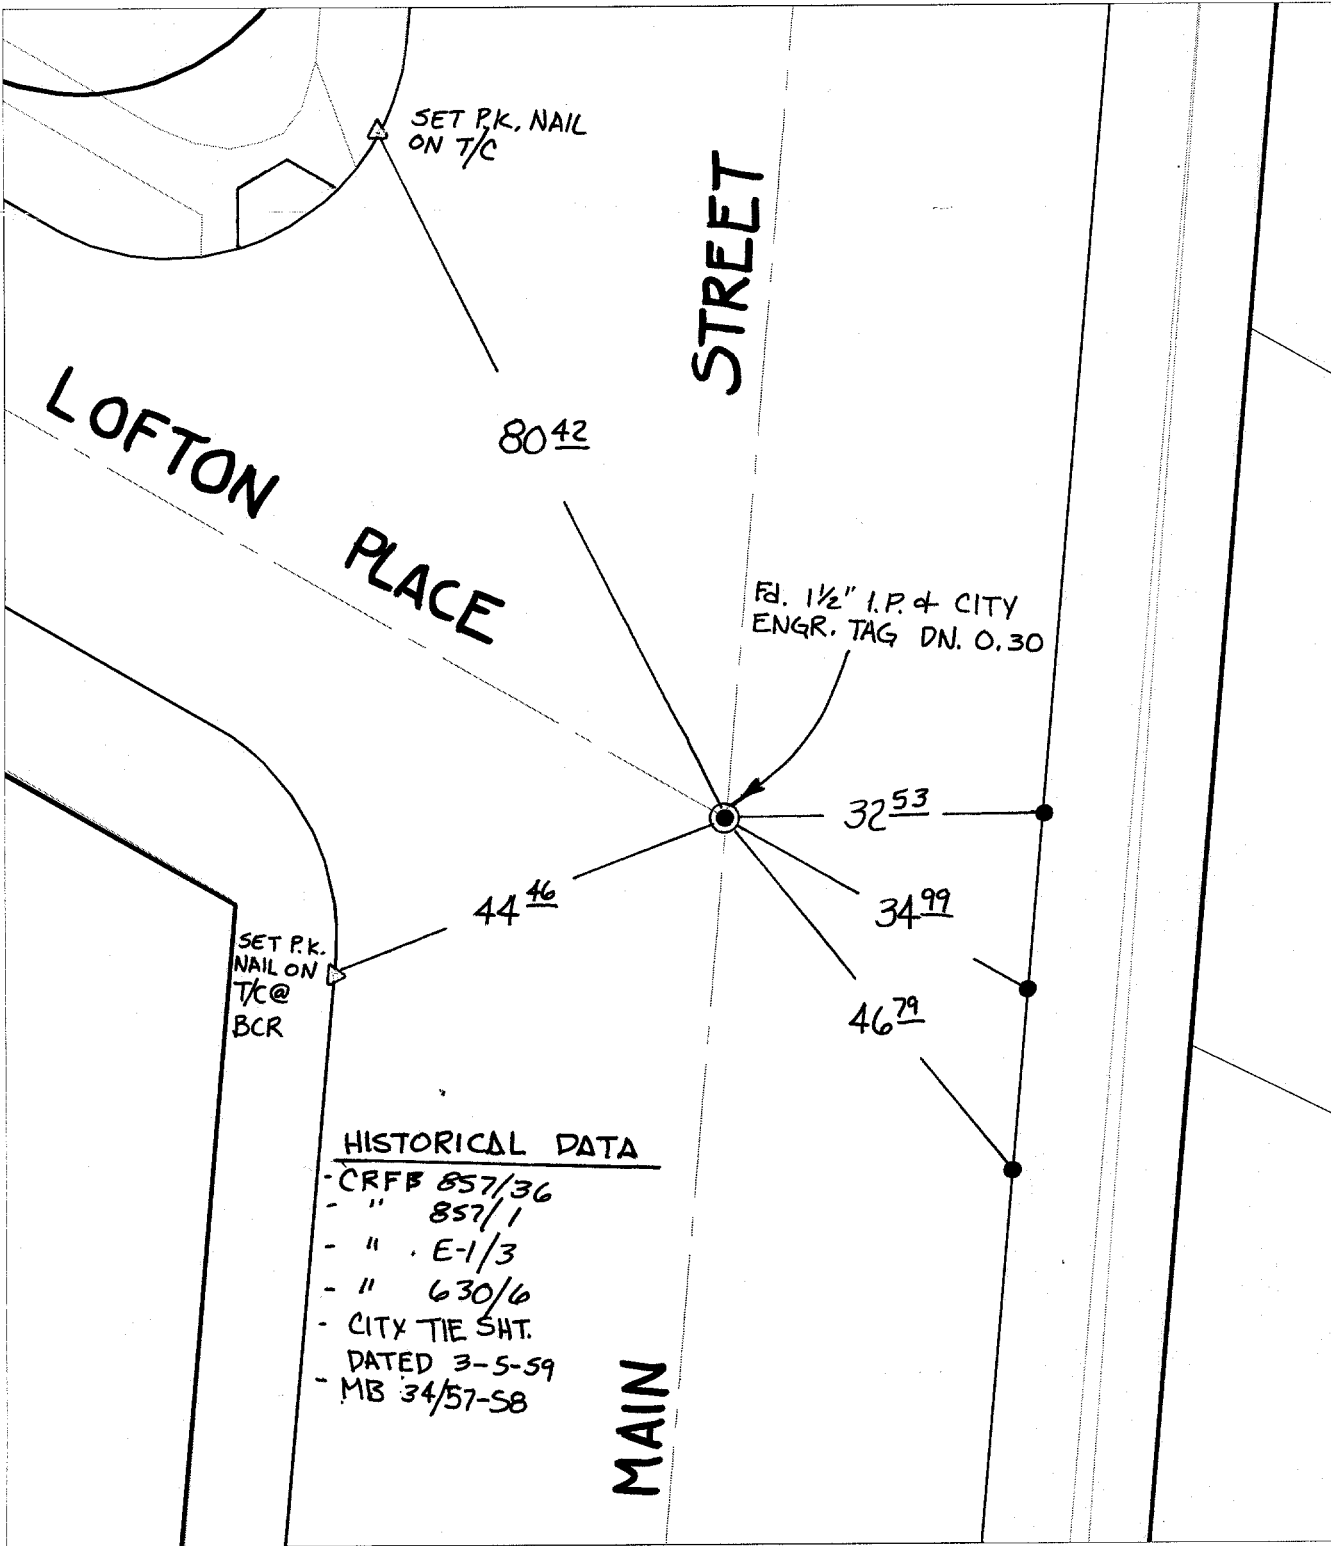 SET P.K. NAIL
ON T/C
STREET
LOFTON PLACE
80 42
Fd. 1½" I.P. & CITY
ENGR. TAG DN. 0.30
32 53
44 46
34 99
46 79
SET P.K.
NAIL ON
T/C @
BCR
HISTORICAL DATA
- CRFB 857/36
- " 857/1
- " E-1/3
- " 630/6
- CITY TIE SHT.
DATED 3-5-59
- MB 34/57-58
MAIN